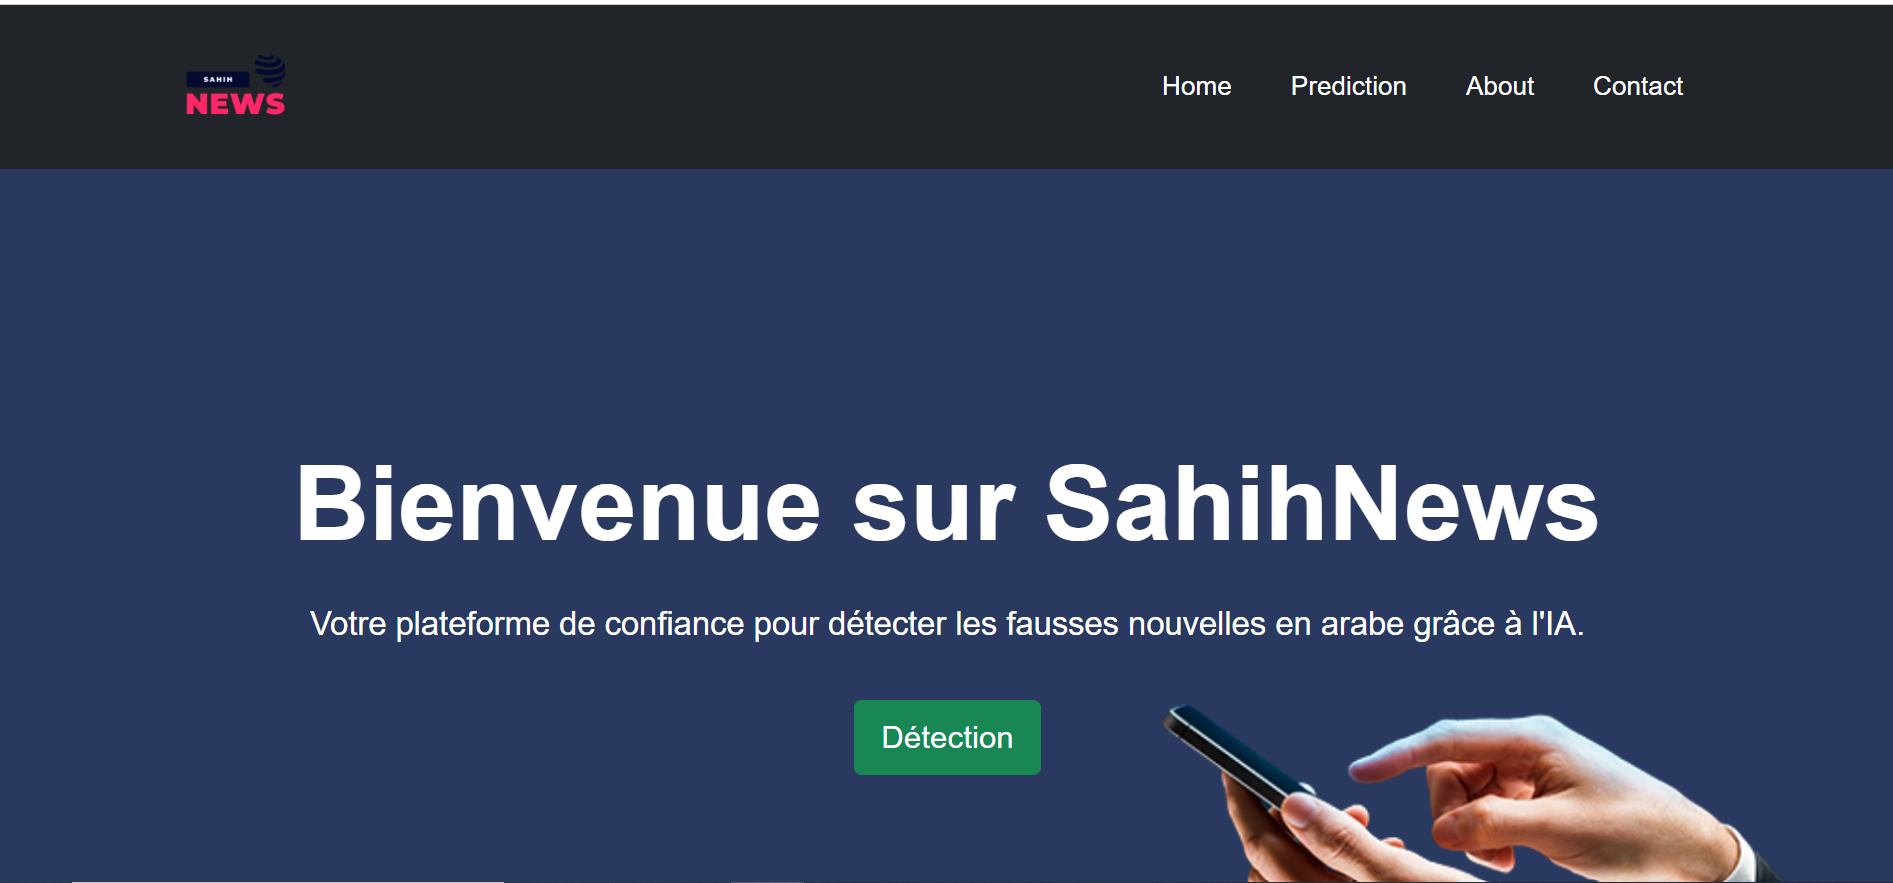 SAHIH
NEWS
Home Prediction About Contact
Bienvenue sur SahihNews
Votre plateforme de confiance pour détecter les fausses nouvelles en arabe grâce à l'IA.
Détection